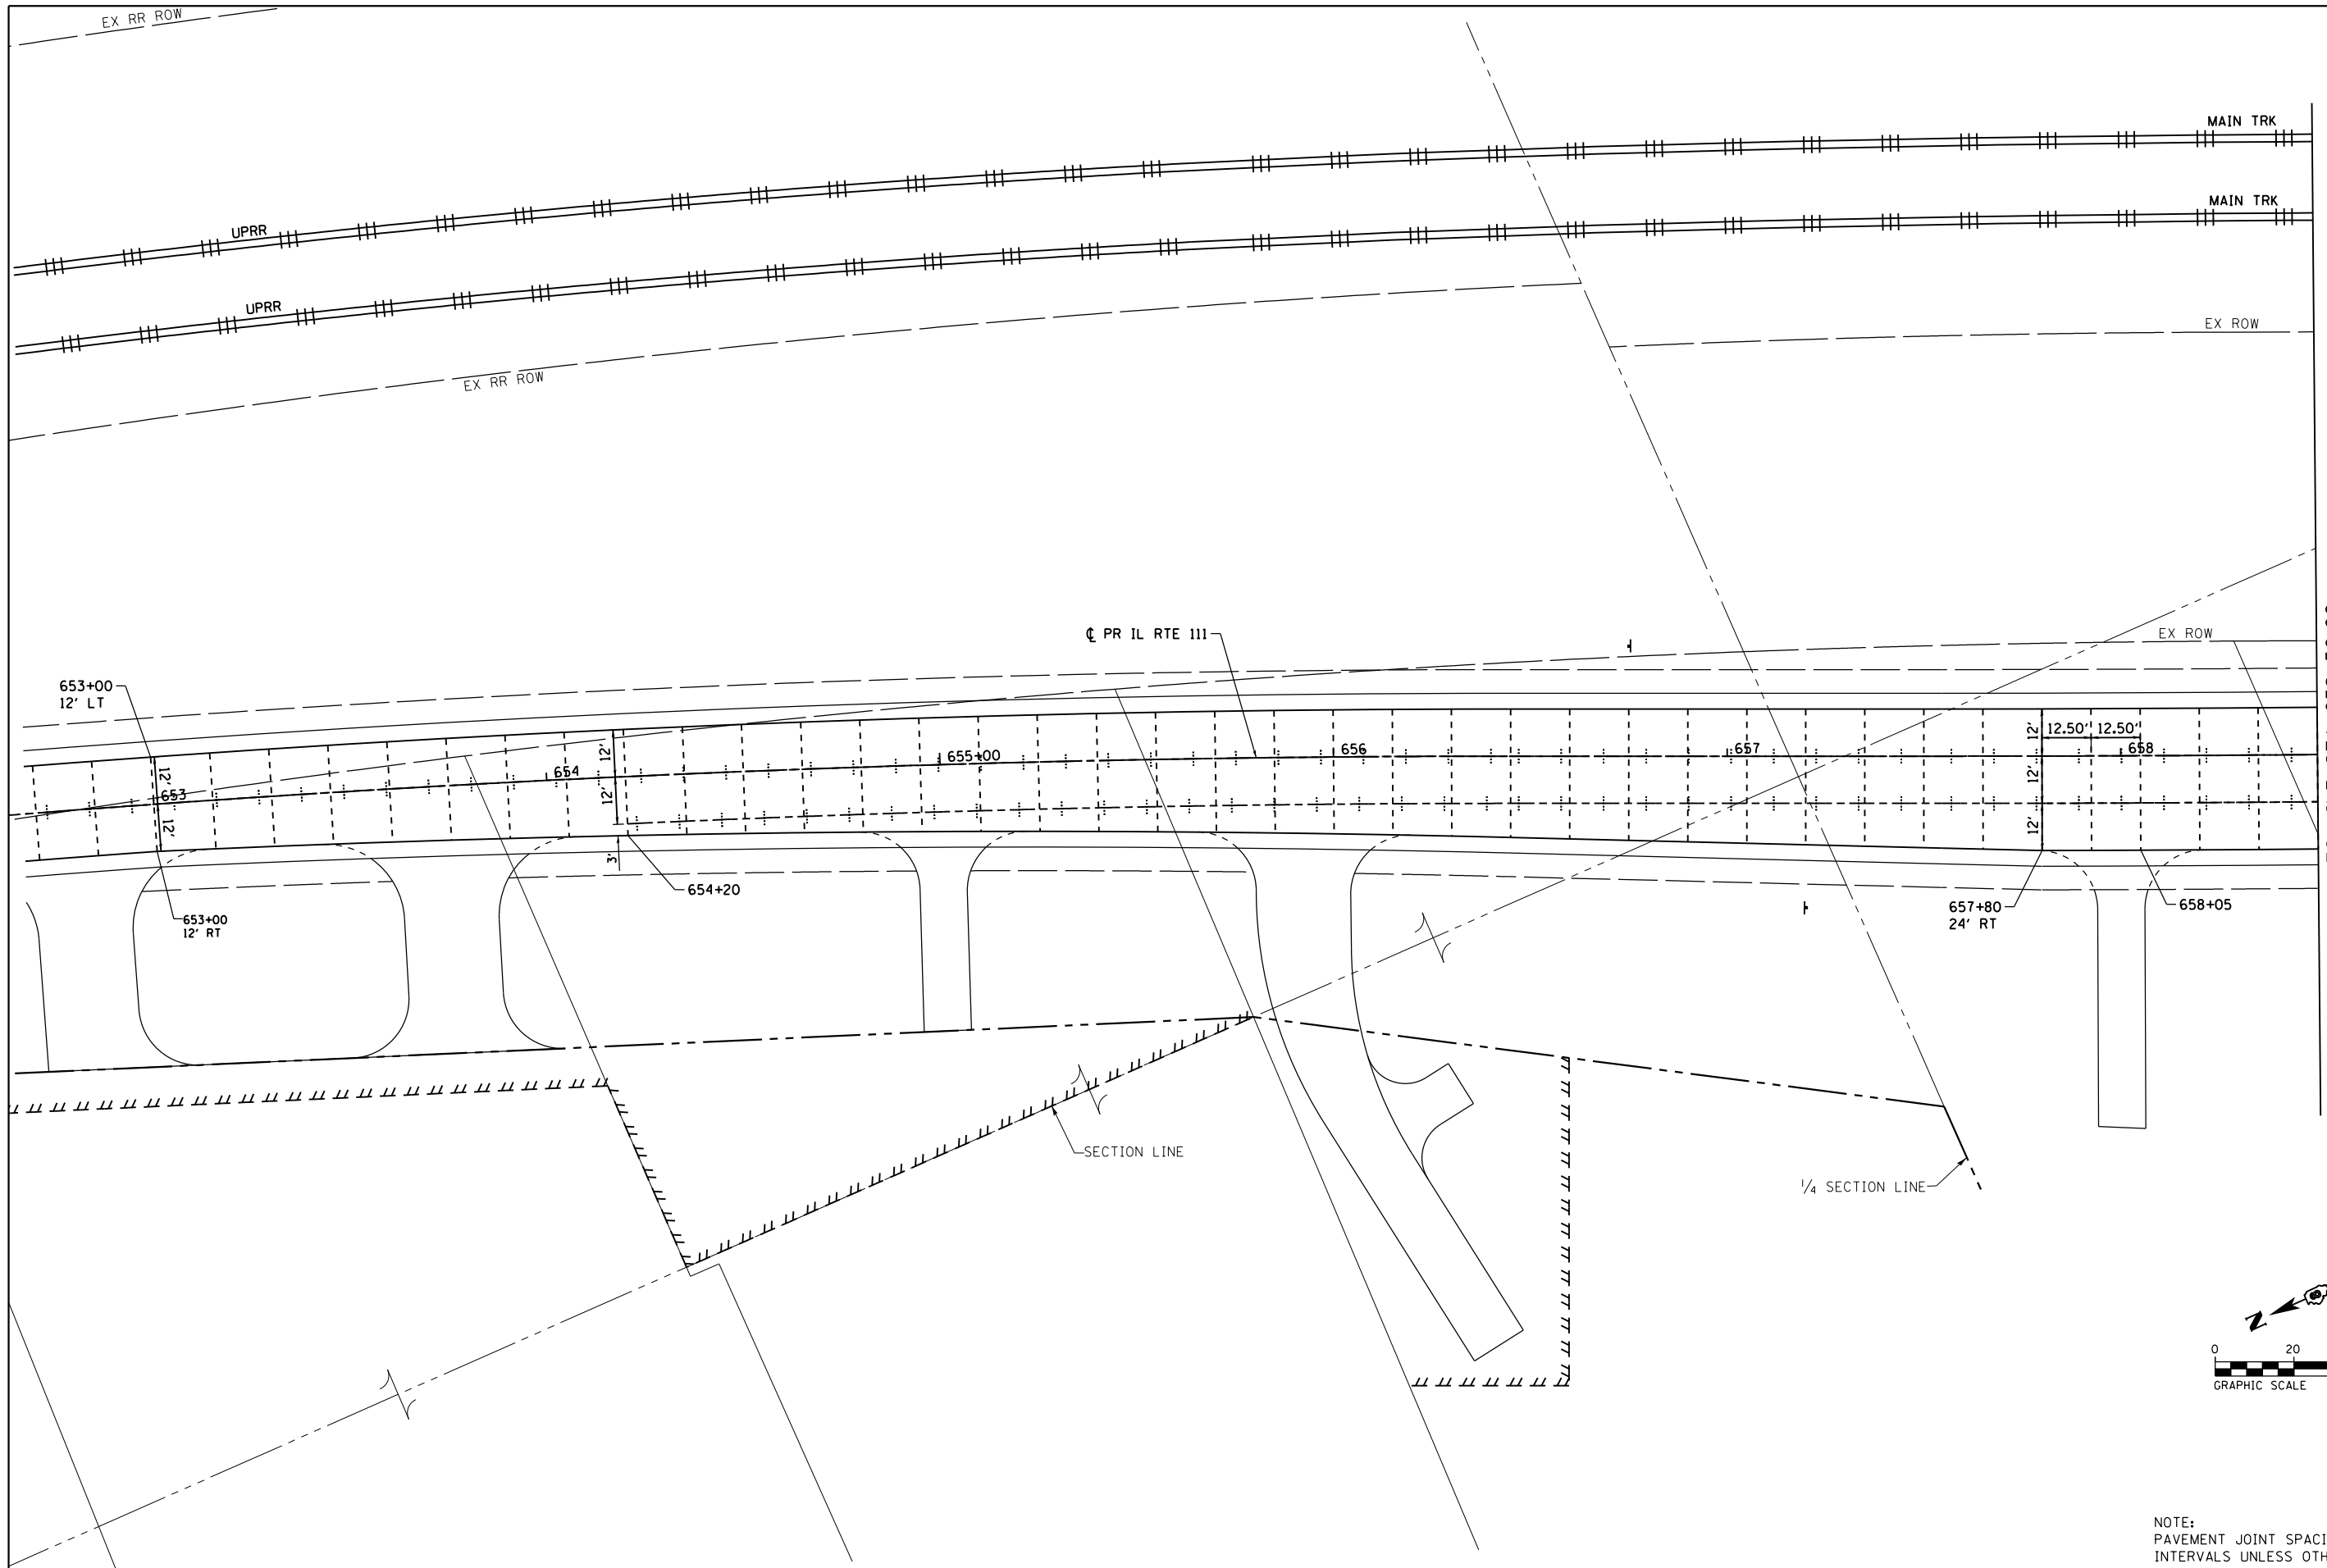 EX RR ROW
MAIN TRK
UPRR
MAIN TRK
UPRR
EX ROW
EX RR ROW
℄ PR IL RTE 111
EX ROW
653+00
12' LT
12'
12'
653
12'
12'
654
655+00
656
657
12'
12'
12'
12.50'
12.50'
658
3'
654+20
653+00
12' RT
657+80
24' RT
658+05
SECTION LINE
1/4 SECTION LINE
N
0
20
GRAPHIC SCALE
NOTE:
PAVEMENT JOINT
INTERVALS UNLESS